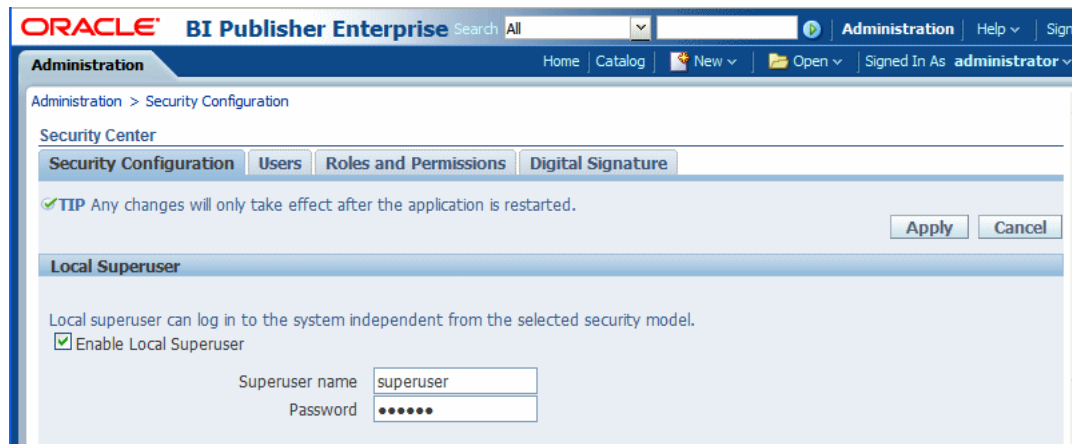 ORACLE BI Publisher Enterprise Search All Administration Help Sign
Administration Home Catalog New Open Signed In As administrator
Administration > Security Configuration
Security Center
Security Configuration Users Roles and Permissions Digital Signature
TIP Any changes will only take effect after the application is restarted.
Apply Cancel
Local Superuser
Local superuser can log in to the system independent from the selected security model.
Enable Local Superuser
Superuser name superuser
Password ••••••